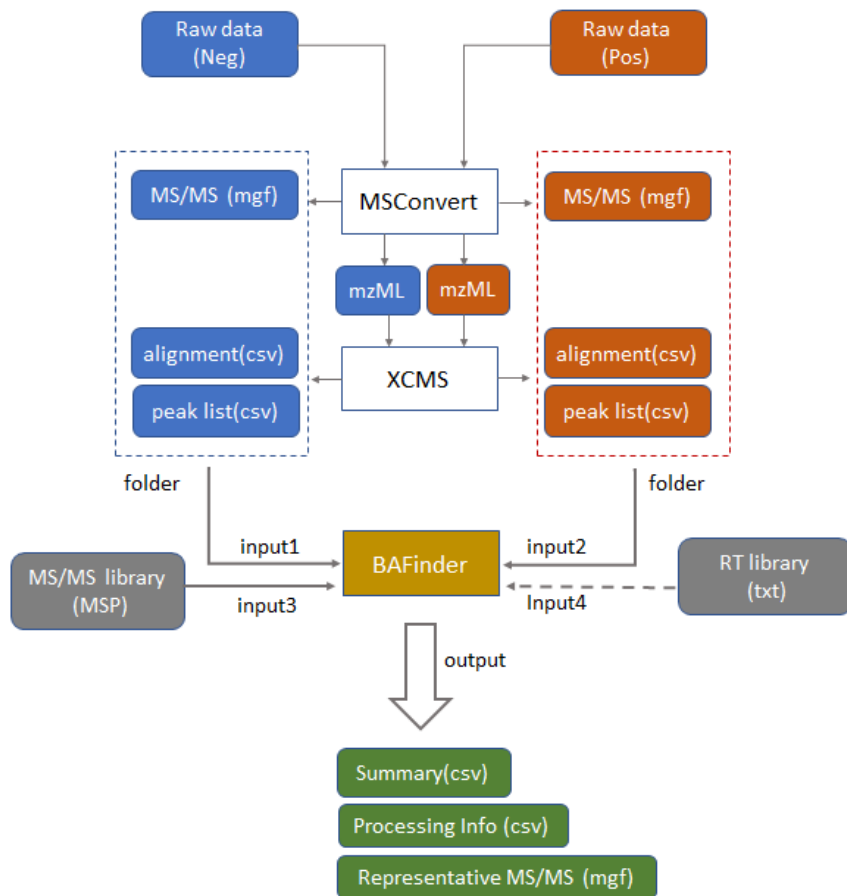 Raw data
(Neg)
Raw data
(Pos)
MS/MS (mgf)
MSConvert
MS/MS (mgf)
mzML
mzML
alignment(csv)
XCMS
alignment(csv)
peak list(csv)
peak list(csv)
folder
folder
input1
BAFinder
input2
MS/MS library
(MSP)
input3
Input4
RT library
(txt)
output
Summary(csv)
Processing Info (csv)
Representative MS/MS (mgf)